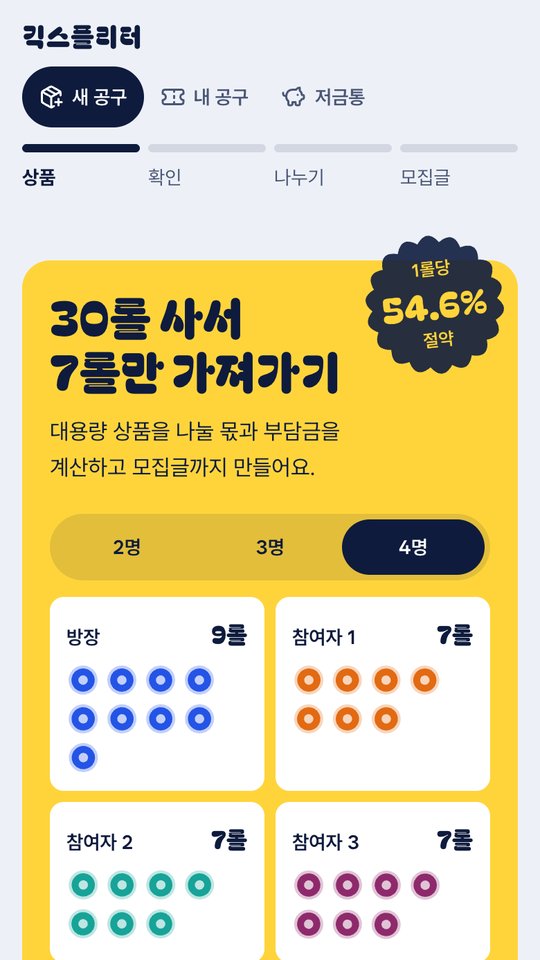 킥스플리터
새 공구
내 공구
저금통
상품
확인
나누기
모집글
1롤당
54.6%
절약
30롤 사서
7롤만 가져가기
대용량 상품을 나눌 몫과 부담금을
계산하고 모집글까지 만들어요.
2명
3명
4명
방장
9롤
참여자 1
7롤
참여자 2
7롤
참여자 3
7롤